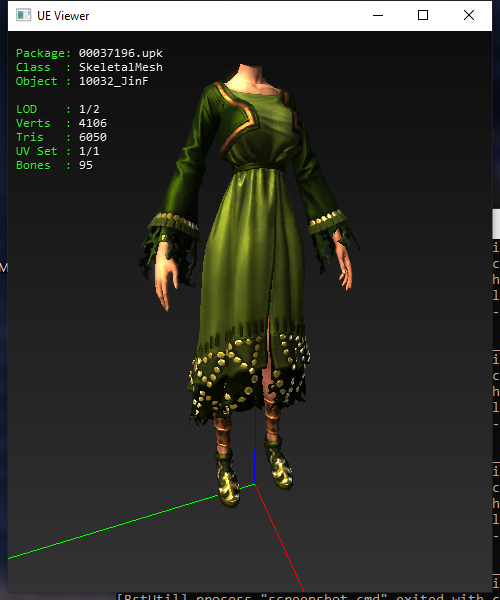 UE Viewer
Package: 00037196.upk
Class : SkeletalMesh
Object : 10032_JinF
LOD : 1/2
Verts : 4106
Tris : 6050
UV Set : 1/1
Bones : 95
M
i
c
h
l
-
i
c
h
l
-
i
c
h
l
-
i
[BstUtil] process "screenshot.cmd" exited with c